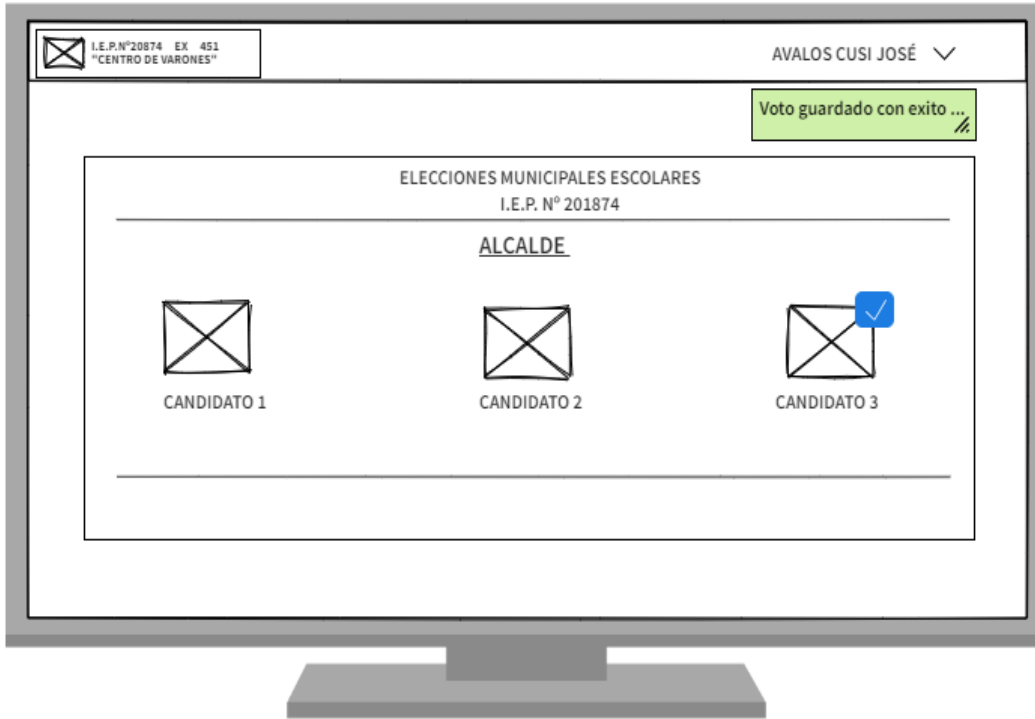 I.E.P.N°20874 EX 451
"CENTRO DE VARONES"
AVALOS CUSI JOSÉ
Voto guardado con exito ...
ELECCIONES MUNICIPALES ESCOLARES
I.E.P. Nº 201874
ALCALDE
CANDIDATO 1
CANDIDATO 2
CANDIDATO 3